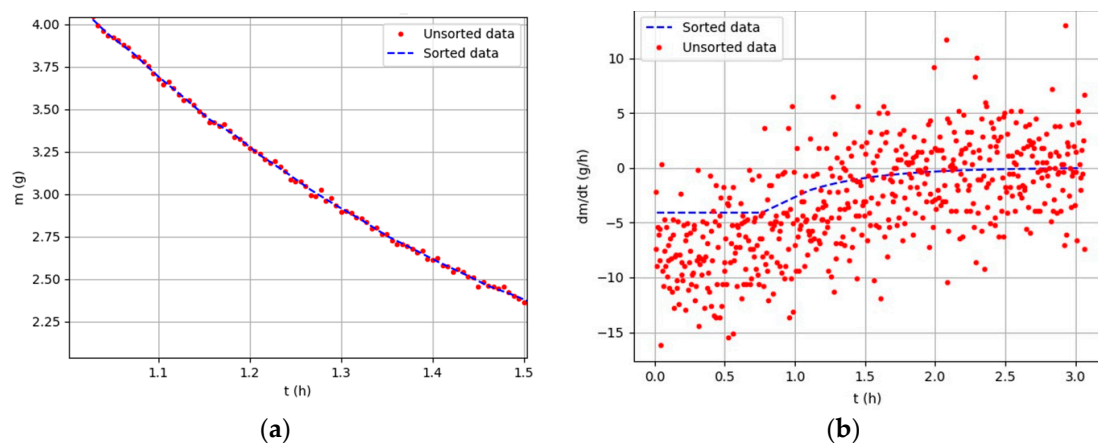 4.00
3.75
3.50
3.25
3.00
2.75
2.50
2.25
m (g)
1.1
1.2
1.3
1.4
1.5
t (h)
Unsorted data
Sorted data
(a)
10
5
0
−5
−10
−15
dm/dt (g/h)
0.0
0.5
1.0
1.5
2.0
2.5
3.0
t (h)
Sorted data
Unsorted data
(b)